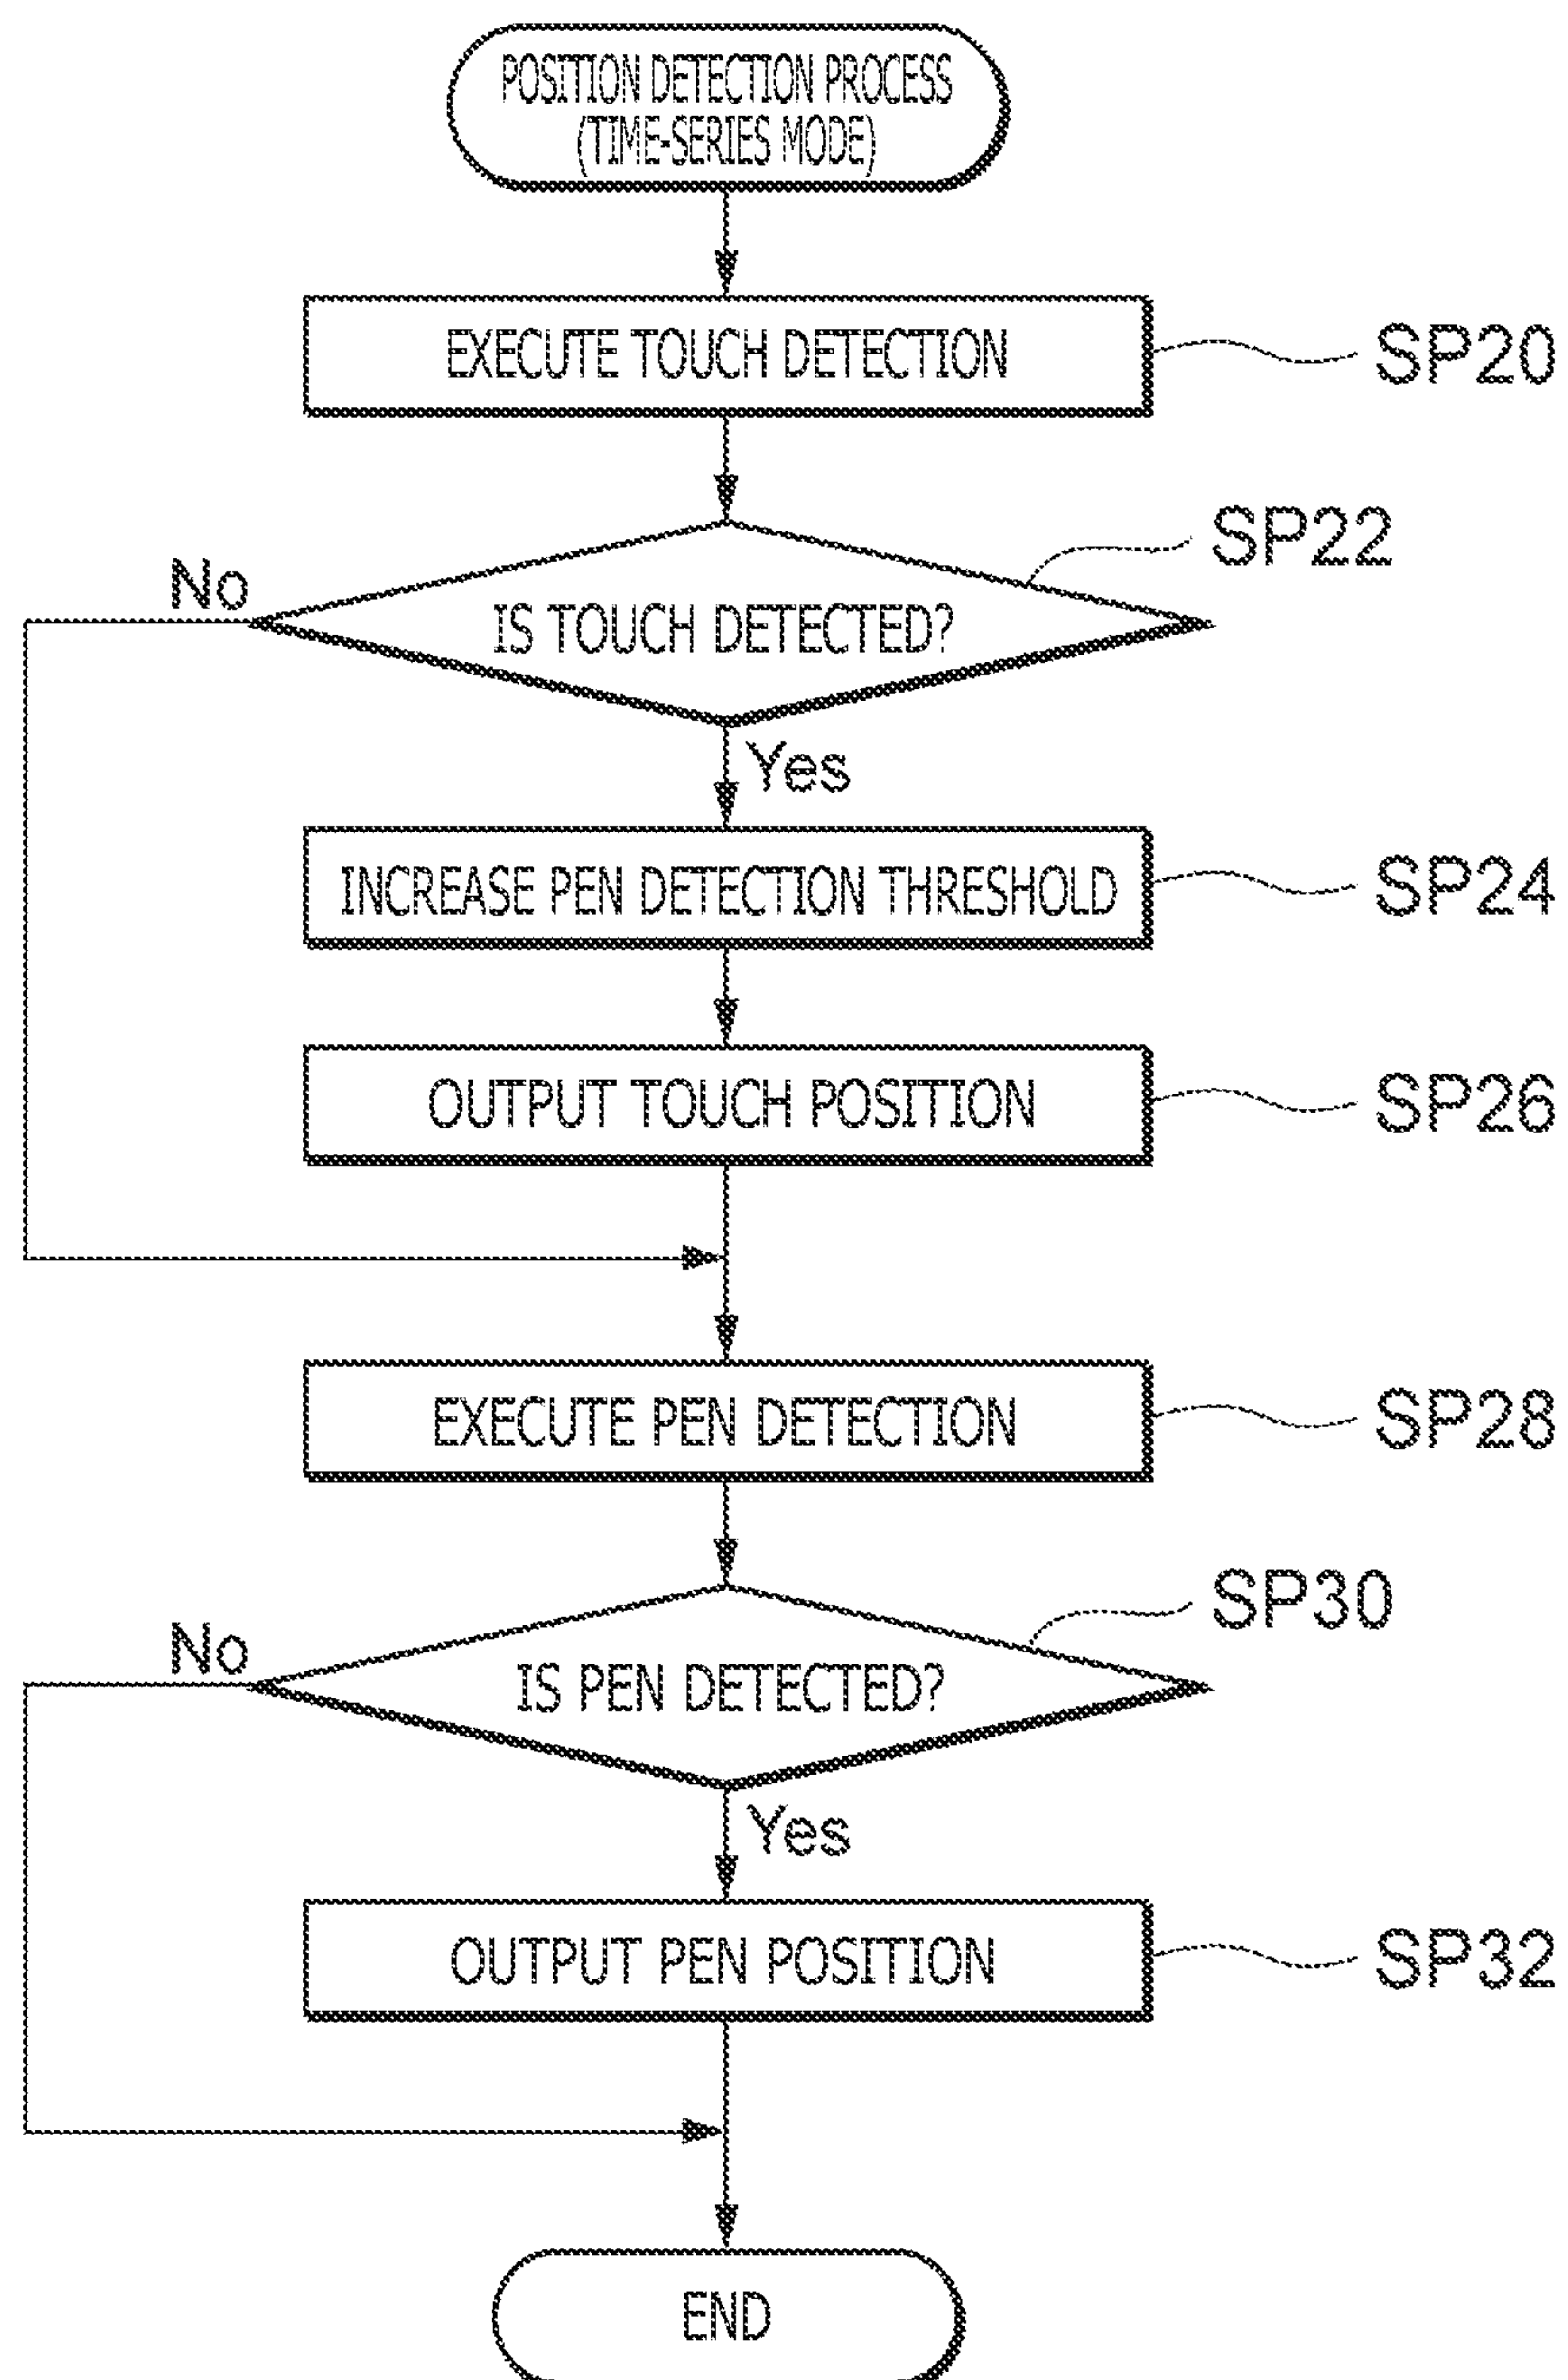 POSITION DETECTION PROCESS
(TIME-SERIES MODE)
EXECUTE TOUCH DETECTION
SP20
SP22
No
IS TOUCH DETECTED?
Yes
INCREASE PEN DETECTION THRESHOLD
SP24
OUTPUT TOUCH POSITION
SP26
EXECUTE PEN DETECTION
SP28
SP30
No
IS PEN DETECTED?
Yes
OUTPUT PEN POSITION
SP32
END